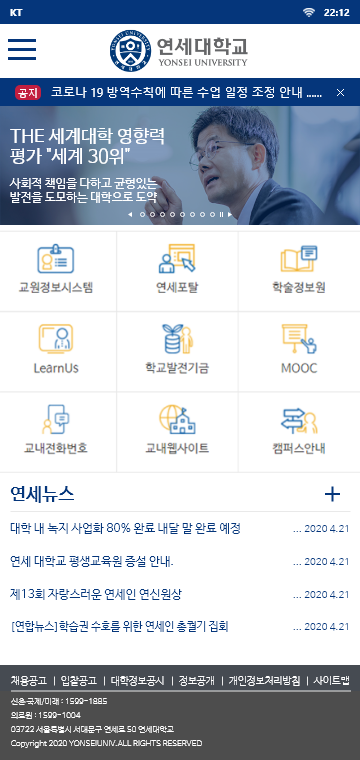 KT 22:12
연세대학교
YONSEI UNIVERSITY
공지 코로나 19 방역수칙에 따른 수업 일정 조정 안내 ......
THE 세계대학 영향력
평가 "세계 30위"
사회적 책임을 다하고 균형있는
발전을 도모하는 대학으로 도약
교원정보시스템 연세포탈 학술정보원
LearnUs 학교발전기금 MOOC
교내전화번호 교내웹사이트 캠퍼스안내
연세뉴스
대학 내 녹지 사업화 80% 완료 내달 말 완료 예정 ... 2020 4.21
연세 대학교 평생교육원 증설 안내. ... 2020 4.21
제13회 자랑스러운 연세인 연신원상 ... 2020 4.21
[연합뉴스]학습권 수호를 위한 연세인 총궐기 집회 ... 2020 4.21
채용공고 | 입찰공고 | 대학정보공시 | 정보공개 | 개인정보처리방침 | 사이트맵
신촌·국제/미래 : 1599-1885
의료원 : 1599-1004
03722 서울특별시 서대문구 연세로 50 연세대학교
Copyright 2020 YONSEIUNIV.ALL RIGHTS RESERVED